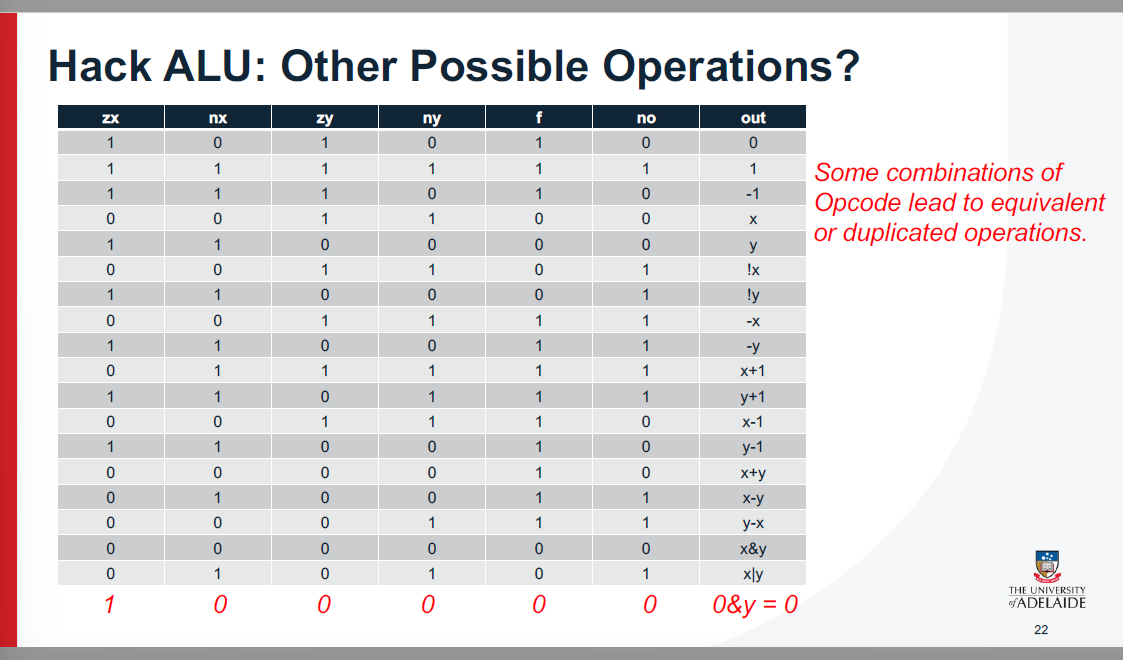 Hack ALU: Other Possible Operations?
zx nx zy ny f no out
1 0 1 0 1 0 0
1 1 1 1 1 1 1
1 1 1 0 1 0 -1
0 0 1 1 0 0 x
1 1 0 0 0 0 y
0 0 1 1 0 1 !x
1 1 0 0 0 1 !y
0 0 1 1 1 1 -x
1 1 0 0 1 1 -y
0 1 1 1 1 1 x+1
1 1 0 1 1 1 y+1
0 0 1 1 1 0 x-1
1 1 0 0 1 0 y-1
0 0 0 0 1 0 x+y
0 1 0 0 1 1 x-y
0 0 0 1 1 1 y-x
0 0 0 0 0 0 x&y
0 1 0 1 0 1 x|y
1 0 0 0 0 0 0&y = 0
Some combinations of
Opcode lead to equivalent
or duplicated operations.
THE UNIVERSITY
of ADELAIDE
22